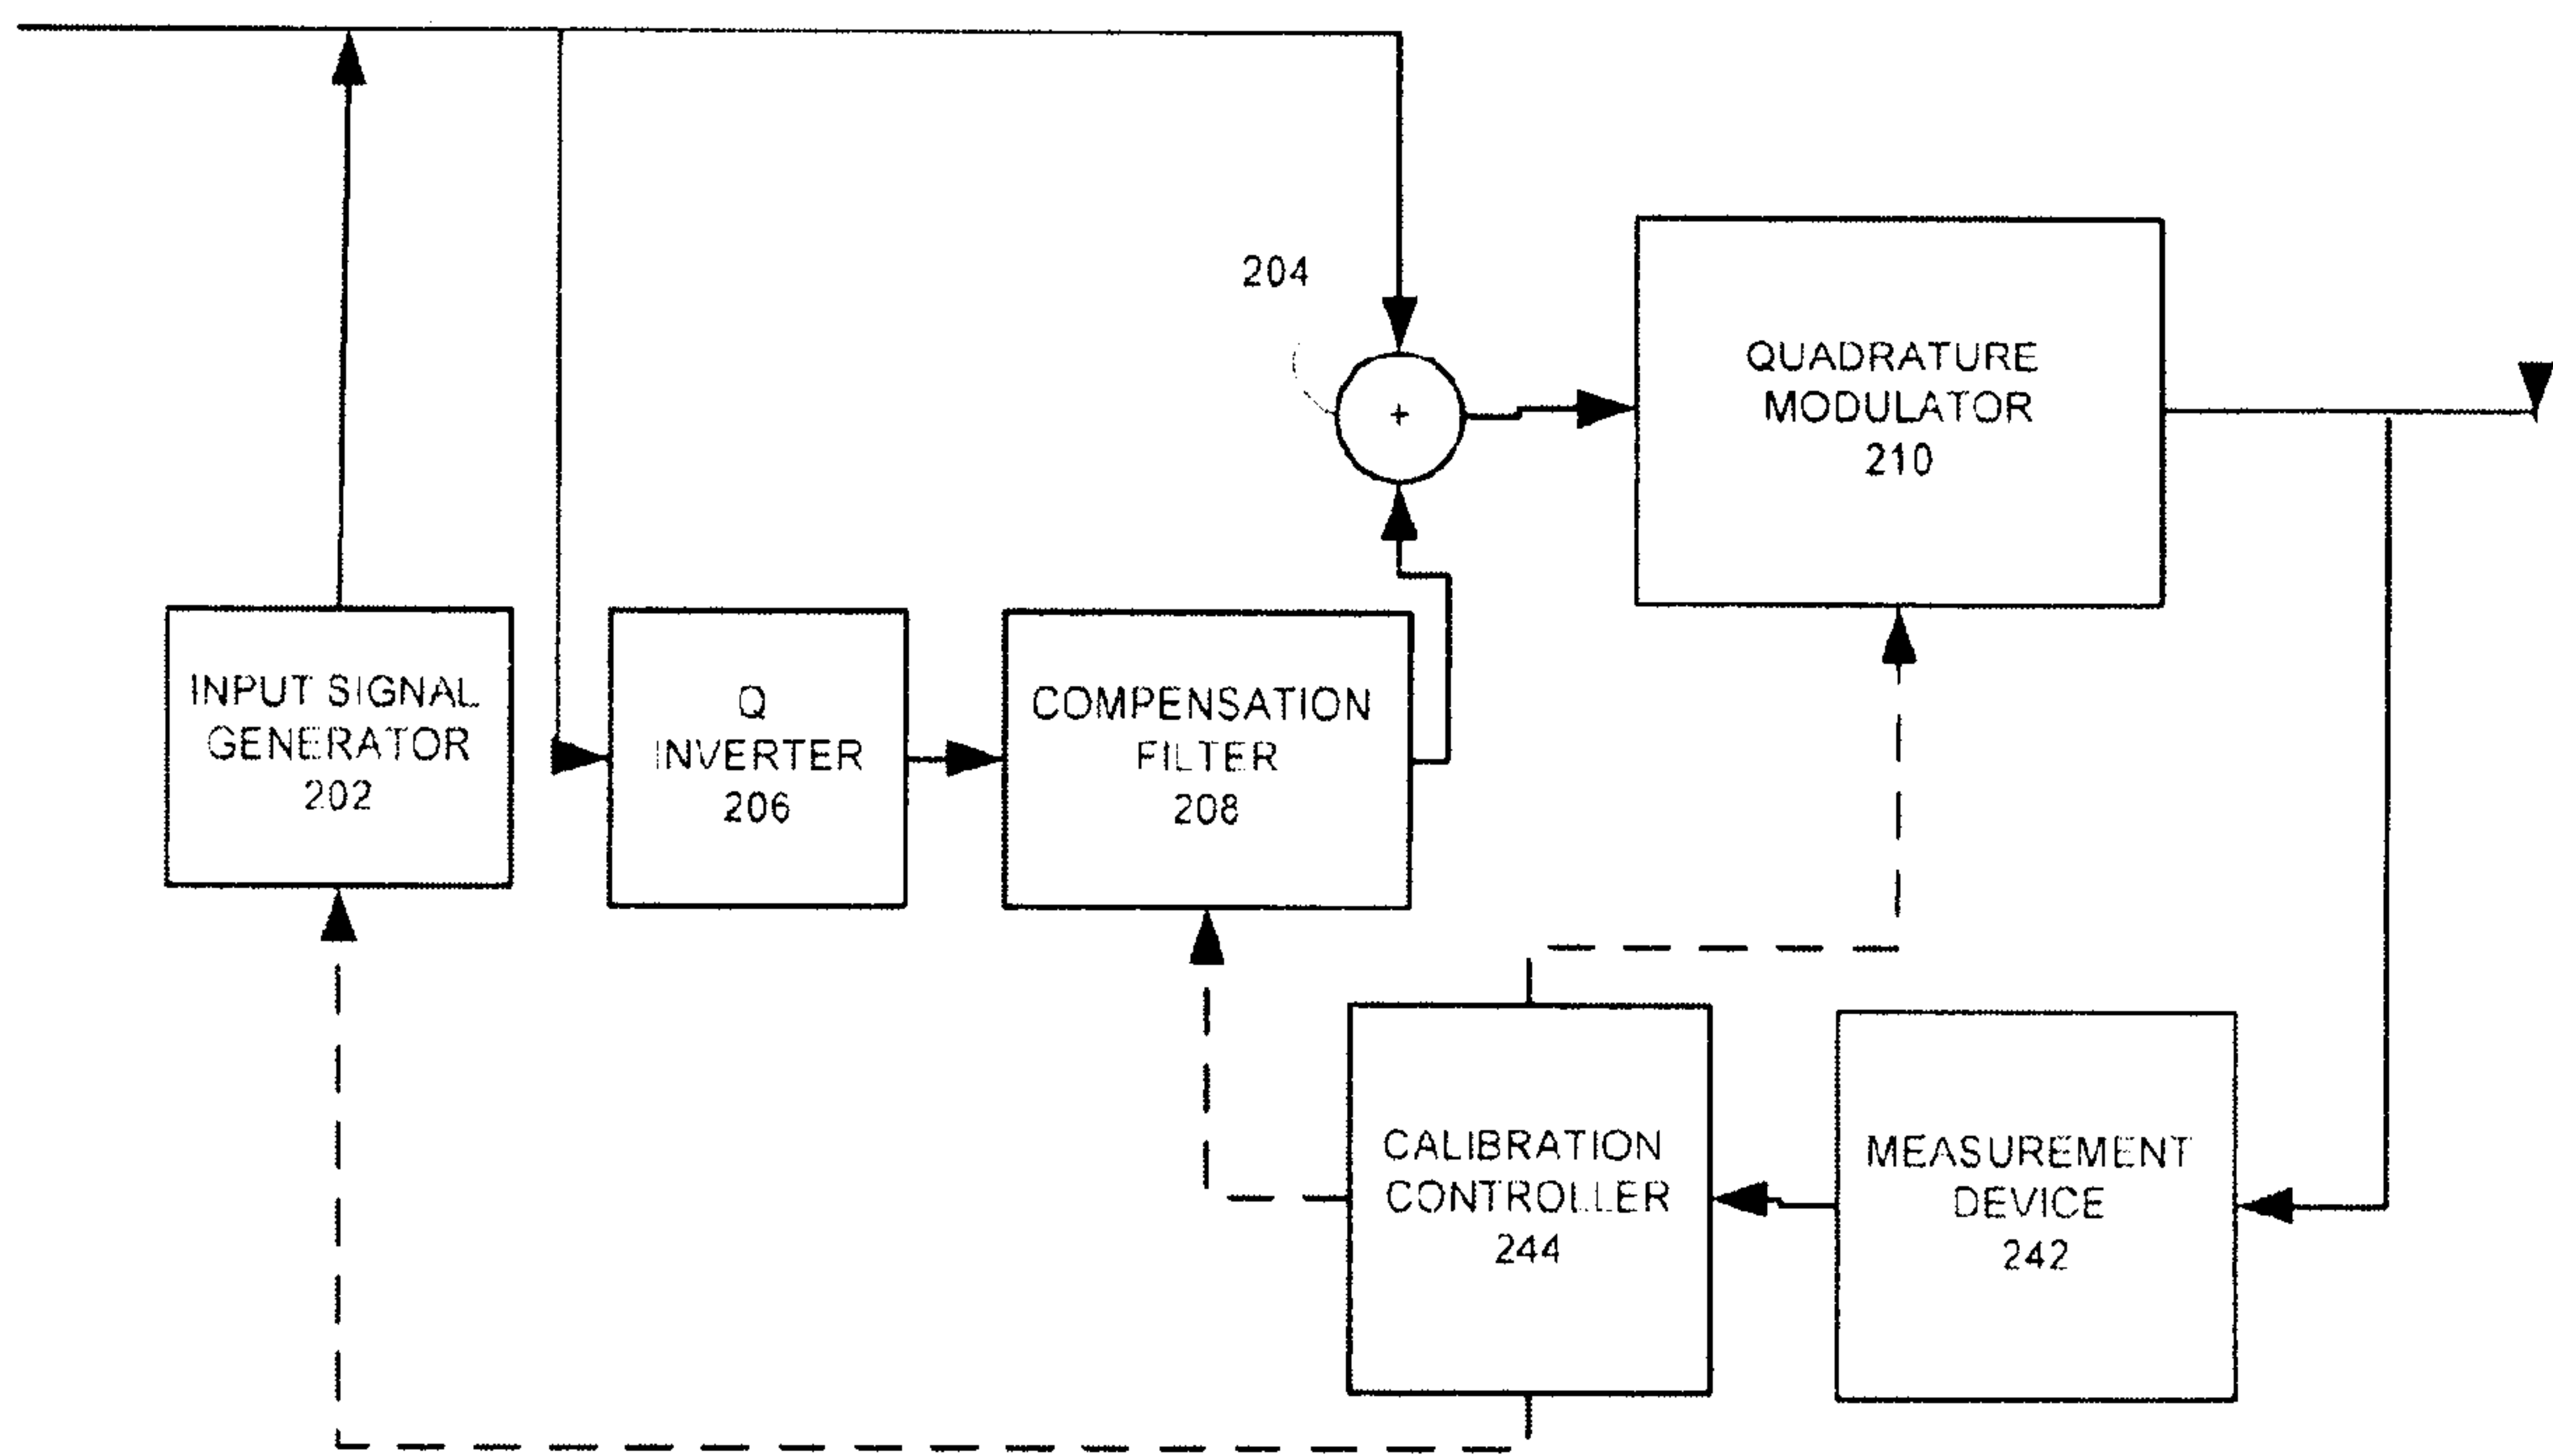 204
+
QUADRATURE
MODULATOR
210
INPUT SIGNAL
GENERATOR
202
Q
INVERTER
206
COMPENSATION
FILTER
208
CALIBRATION
CONTROLLER
244
MEASUREMENT
DEVICE
242